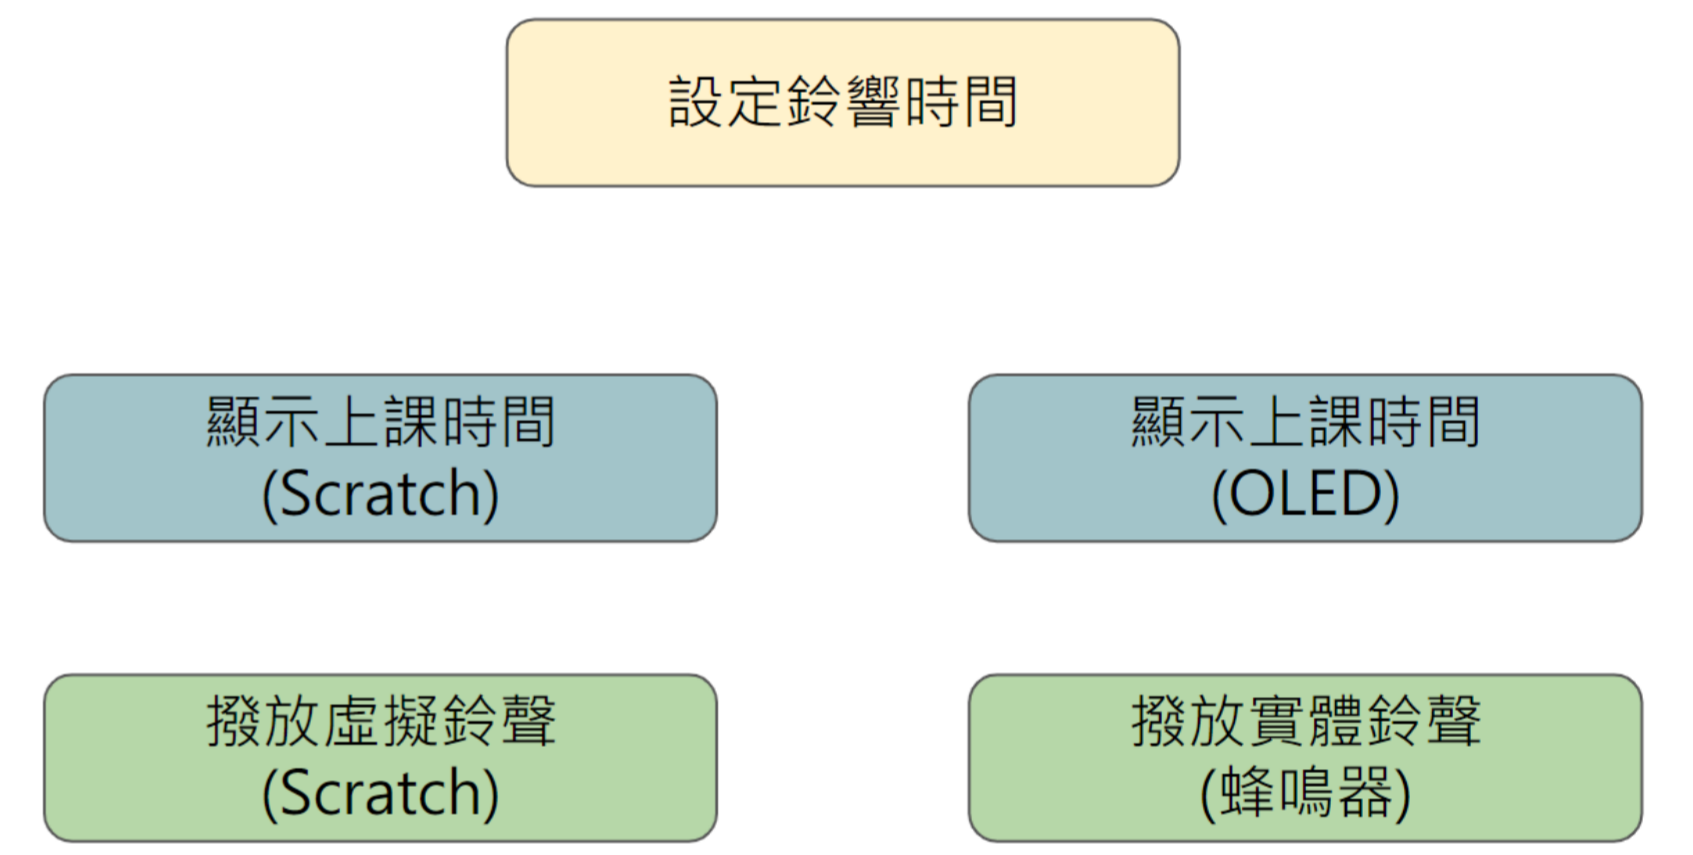 設定鈴響時間
顯示上課時間
(Scratch)
顯示上課時間
(OLED)
撥放虛擬鈴聲
(Scratch)
撥放實體鈴聲
(蜂鳴器)